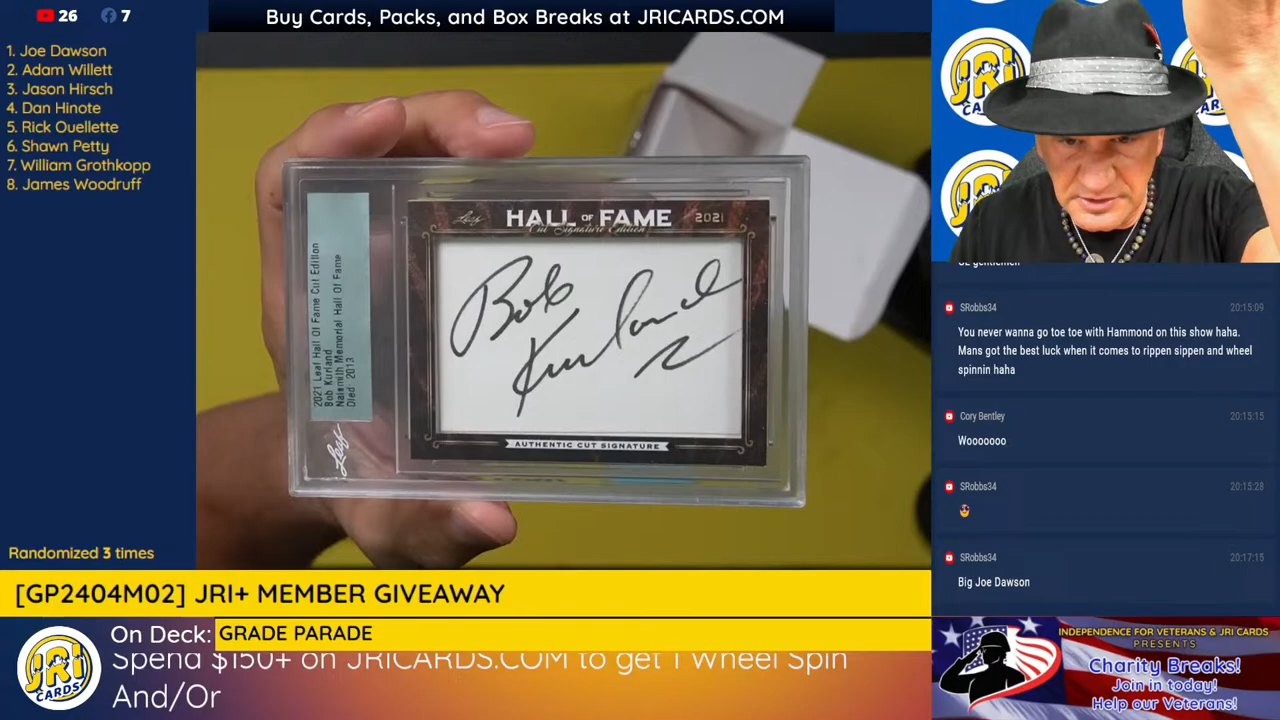 26
7
Buy Cards, Packs, and Box Breaks at JRICARDS.COM
1. Joe Dawson
2. Adam Willett
3. Jason Hirsch
4. Dan Hinote
5. Rick Ouellette
6. Shawn Petty
7. William Grothkopp
8. James Woodruff
Randomized 3 times
Leaf HALL OF FAME 2021
Cut Signature Edition
Bob
Kurland
AUTHENTIC CUT SIGNATURE
2021 Leaf Hall Of Fame Cut Edition
Bob Kurland
Naismith Memorial Hall Of Fame
Died: 2013
Leaf
JRI
CARDS
SRobbs34 20:15:09
You never wanna go toe toe with Hammond on this show haha.
Mans got the best luck when it comes to rippen sippen and wheel
spinnin haha
Cory Bentley 20:15:15
Wooooooo
SRobbs34 20:15:28
SRobbs34 20:17:15
Big Joe Dawson
[GP2404M02] JRI+ MEMBER GIVEAWAY
On Deck: GRADE PARADE
Spend $150+ on JRICARDS.COM to get 1 Wheel Spin
And/Or
JRI
CARDS
INDEPENDENCE FOR VETERANS & JRI CARDS
PRESENTS
Charity Breaks!
Join in today!
Help our Veterans!